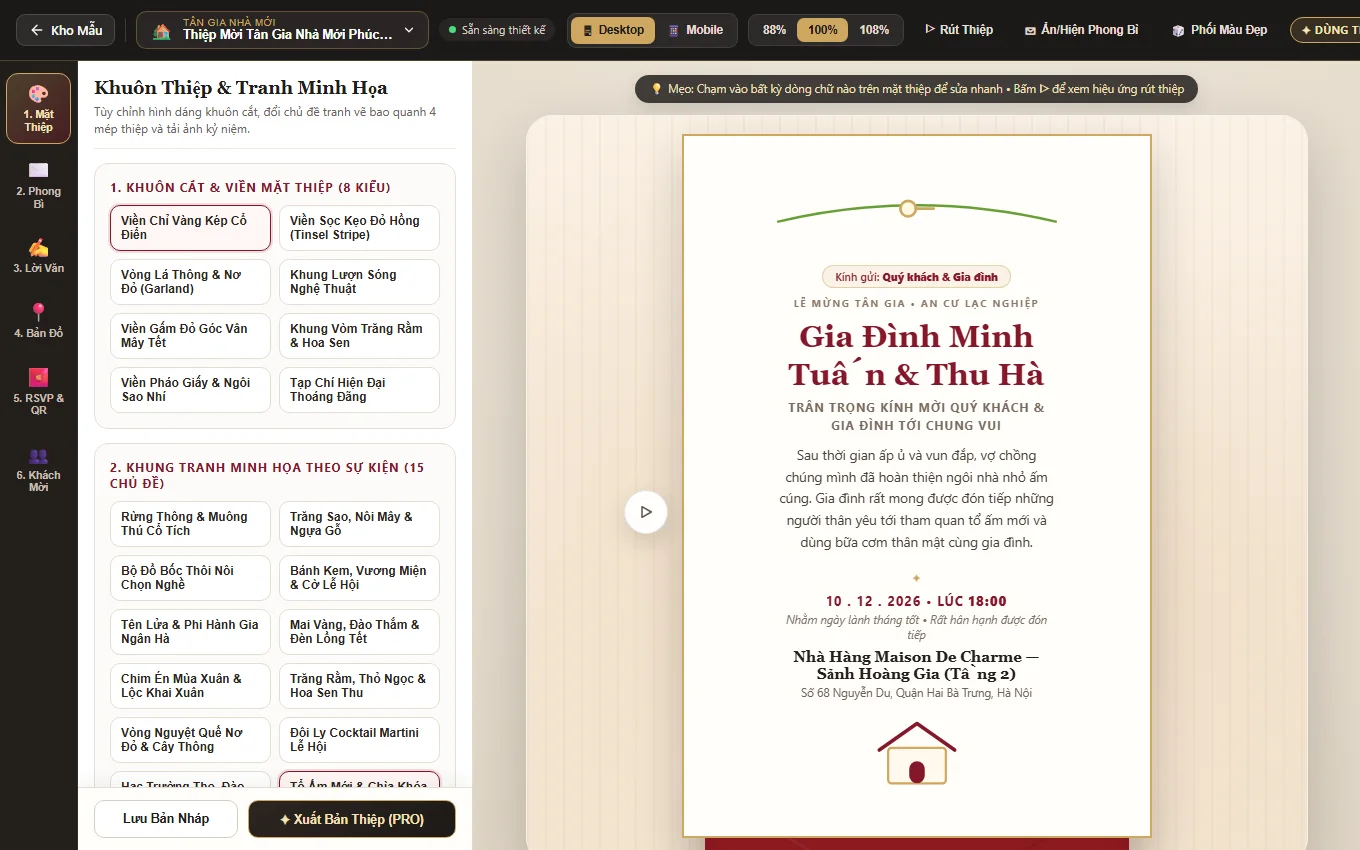 Kho Mẫu
TÂN GIA NHÀ MỚI
Thiệp Mời Tân Gia Nhà Mới Phúc...
Sẵn sàng thiết kế
Desktop
Mobile
88%
100%
108%
Rút Thiệp
Ẩn/Hiện Phong Bì
Phối Màu Đẹp
✦ DÙNG T
1. Mặt
Thiệp
2. Phong
Bì
3. Lời Văn
4. Bản Đồ
5. RSVP &
QR
6. Khách
Mời
Khuôn Thiệp & Tranh Minh Họa
Tùy chỉnh hình dáng khuôn cắt, đổi chủ đề tranh vẽ bao quanh 4
mép thiệp và tải ảnh kỷ niệm.
1. KHUÔN CẮT & VIỀN MẶT THIỆP (8 KIỂU)
Viền Chỉ Vàng Kép Cổ
Điển
Viền Sọc Kẹo Đỏ Hồng
(Tinsel Stripe)
Vòng Lá Thông & Nơ
Đỏ (Garland)
Khung Lượn Sóng
Nghệ Thuật
Viền Gấm Đỏ Góc Vân
Mây Tết
Khung Vòm Trăng Rằm
& Hoa Sen
Viền Pháo Giấy & Ngôi
Sao Nhí
Tạp Chí Hiện Đại
Thoáng Đãng
2. KHUNG TRANH MINH HỌA THEO SỰ KIỆN (15
CHỦ ĐỀ)
Rừng Thông & Muông
Thú Cổ Tích
Trăng Sao, Nôi Mây &
Ngựa Gỗ
Bộ Đồ Bốc Thôi Nôi
Chọn Nghề
Bánh Kem, Vương Miện
& Cờ Lễ Hội
Tên Lửa & Phi Hành Gia
Ngân Hà
Mai Vàng, Đào Thắm &
Đèn Lồng Tết
Chim Én Mùa Xuân &
Lộc Khai Xuân
Trăng Rằm, Thỏ Ngọc &
Hoa Sen Thu
Vòng Nguyệt Quế Nơ
Đỏ & Cây Thông
Đôi Ly Cocktail Martini
Lễ Hội
Hạc Trường Thọ, Đào
Tổ Ấm Mới & Chìa Khóa
Lưu Bản Nháp
✦ Xuất Bản Thiệp (PRO)
Mẹo: Chạm vào bất kỳ dòng chữ nào trên mặt thiệp để sửa nhanh • Bấm ▷ để xem hiệu ứng rút thiệp
Kính gửi: Quý khách & Gia đình
LỄ MỪNG TÂN GIA • AN CƯ LẠC NGHIỆP
Gia Đình Minh
Tuấn & Thu Hà
TRÂN TRỌNG KÍNH MỜI QUÝ KHÁCH &
GIA ĐÌNH TỚI CHUNG VUI
Sau thời gian ấp ủ và vun đắp, vợ chồng
chúng mình đã hoàn thiện ngôi nhà nhỏ ấm
cúng. Gia đình rất mong được đón tiếp những
người thân yêu tới tham quan tổ ấm mới và
dùng bữa cơm thân mật cùng gia đình.
10 . 12 . 2026 • LÚC 18:00
Nhằm ngày lành tháng tốt • Rất hân hạnh được đón
tiếp
Nhà Hàng Maison De Charme —
Sảnh Hoàng Gia (Tầng 2)
Số 68 Nguyễn Du, Quận Hai Bà Trưng, Hà Nội